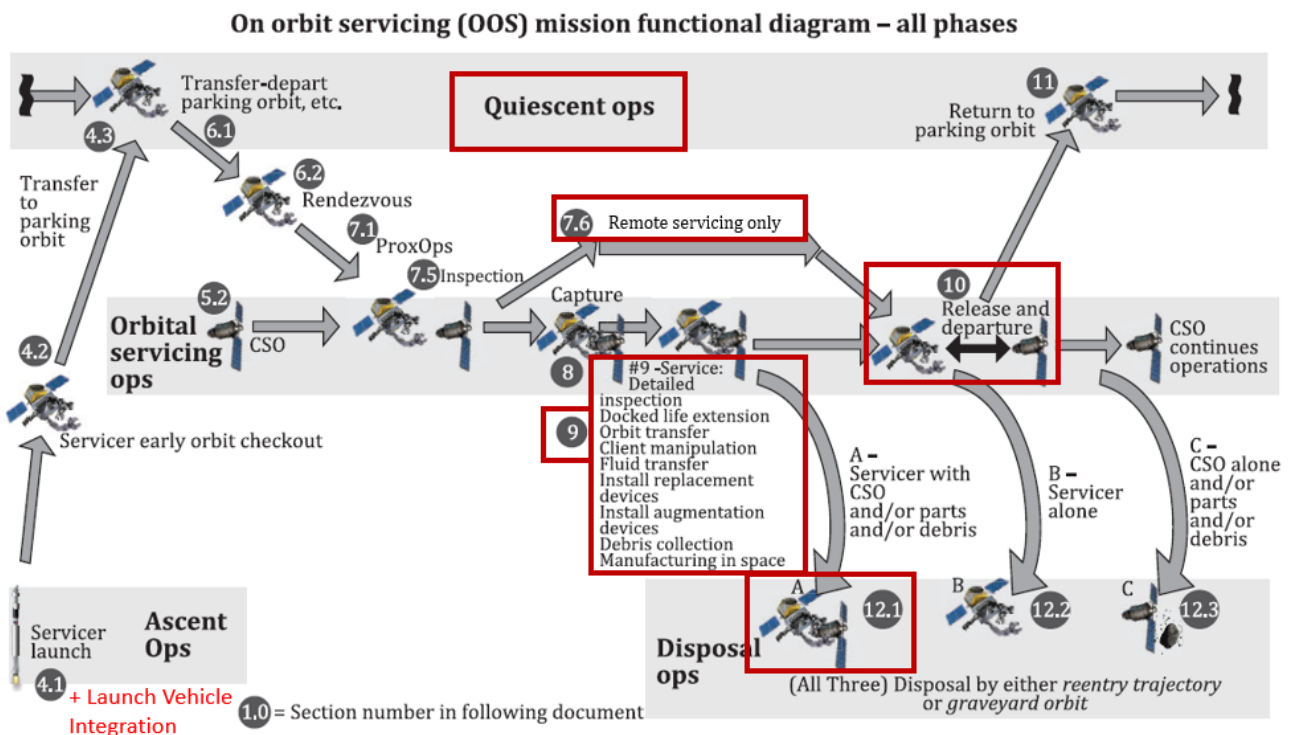 On orbit servicing (OOS) mission functional diagram – all phases
Transfer-depart
parking orbit, etc.
4.3
6.1
Quiescent ops
11
Return to
parking orbit
Transfer
to
parking
orbit
6.2
Rendezvous
7.1
ProxOps
7.5 Inspection
7.6 Remote servicing only
5.2
CSO
Orbital
servicing
ops
Capture
8
10
Release and
departure
CSO
continues
operations
4.2
Servicer early orbit checkout
9
#9 -Service:
Detailed
inspection
Docked life extension
Orbit transfer
Client manipulation
Fluid transfer
Install replacement
devices
Install augmentation
devices
Debris collection
Manufacturing in space
A –
Servicer with
CSO
and/or parts
and/or debris
B –
Servicer
alone
C –
CSO alone
and/or
parts
and/or
debris
Servicer
launch
Ascent
Ops
4.1
+ Launch Vehicle
Integration
1.0 = Section number in following document
Disposal
ops
A
12.1
B
12.2
C
12.3
(All Three) Disposal by either reentry trajectory
or graveyard orbit